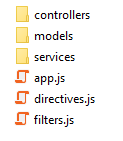 controllers
models
services
app.js
directives.js
filters.js